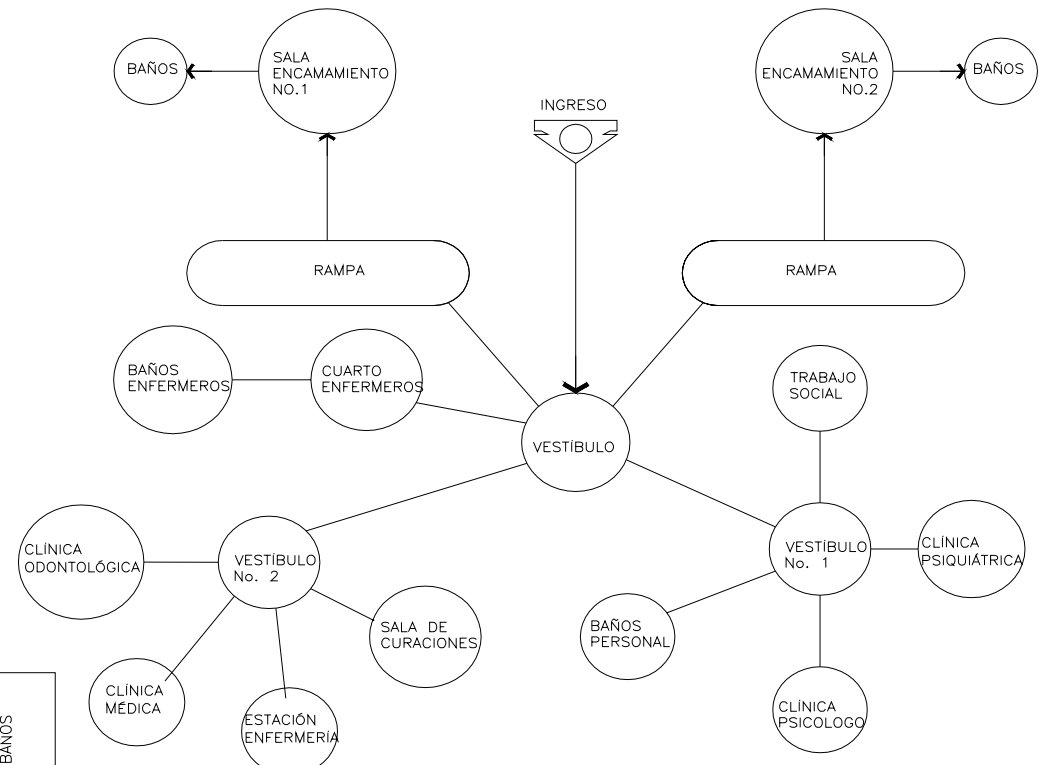 BAÑOS
SALA
ENCAMAMIENTO
NO.1
INGRESO
SALA
ENCAMAMIENTO
NO.2
BAÑOS
RAMPA
RAMPA
BAÑOS
ENFERMEROS
CUARTO
ENFERMEROS
TRABAJO
SOCIAL
VESTÍBULO
CLÍNICA
ODONTOLÓGICA
VESTÍBULO
No. 2
VESTÍBULO
No. 1
CLÍNICA
PSIQUIÁTRICA
SALA DE
CURACIONES
BAÑOS
PERSONAL
CLÍNICA
MÉDICA
ESTACIÓN
ENFERMERÍA
CLÍNICA
PSICOLOGO
BAÑOS